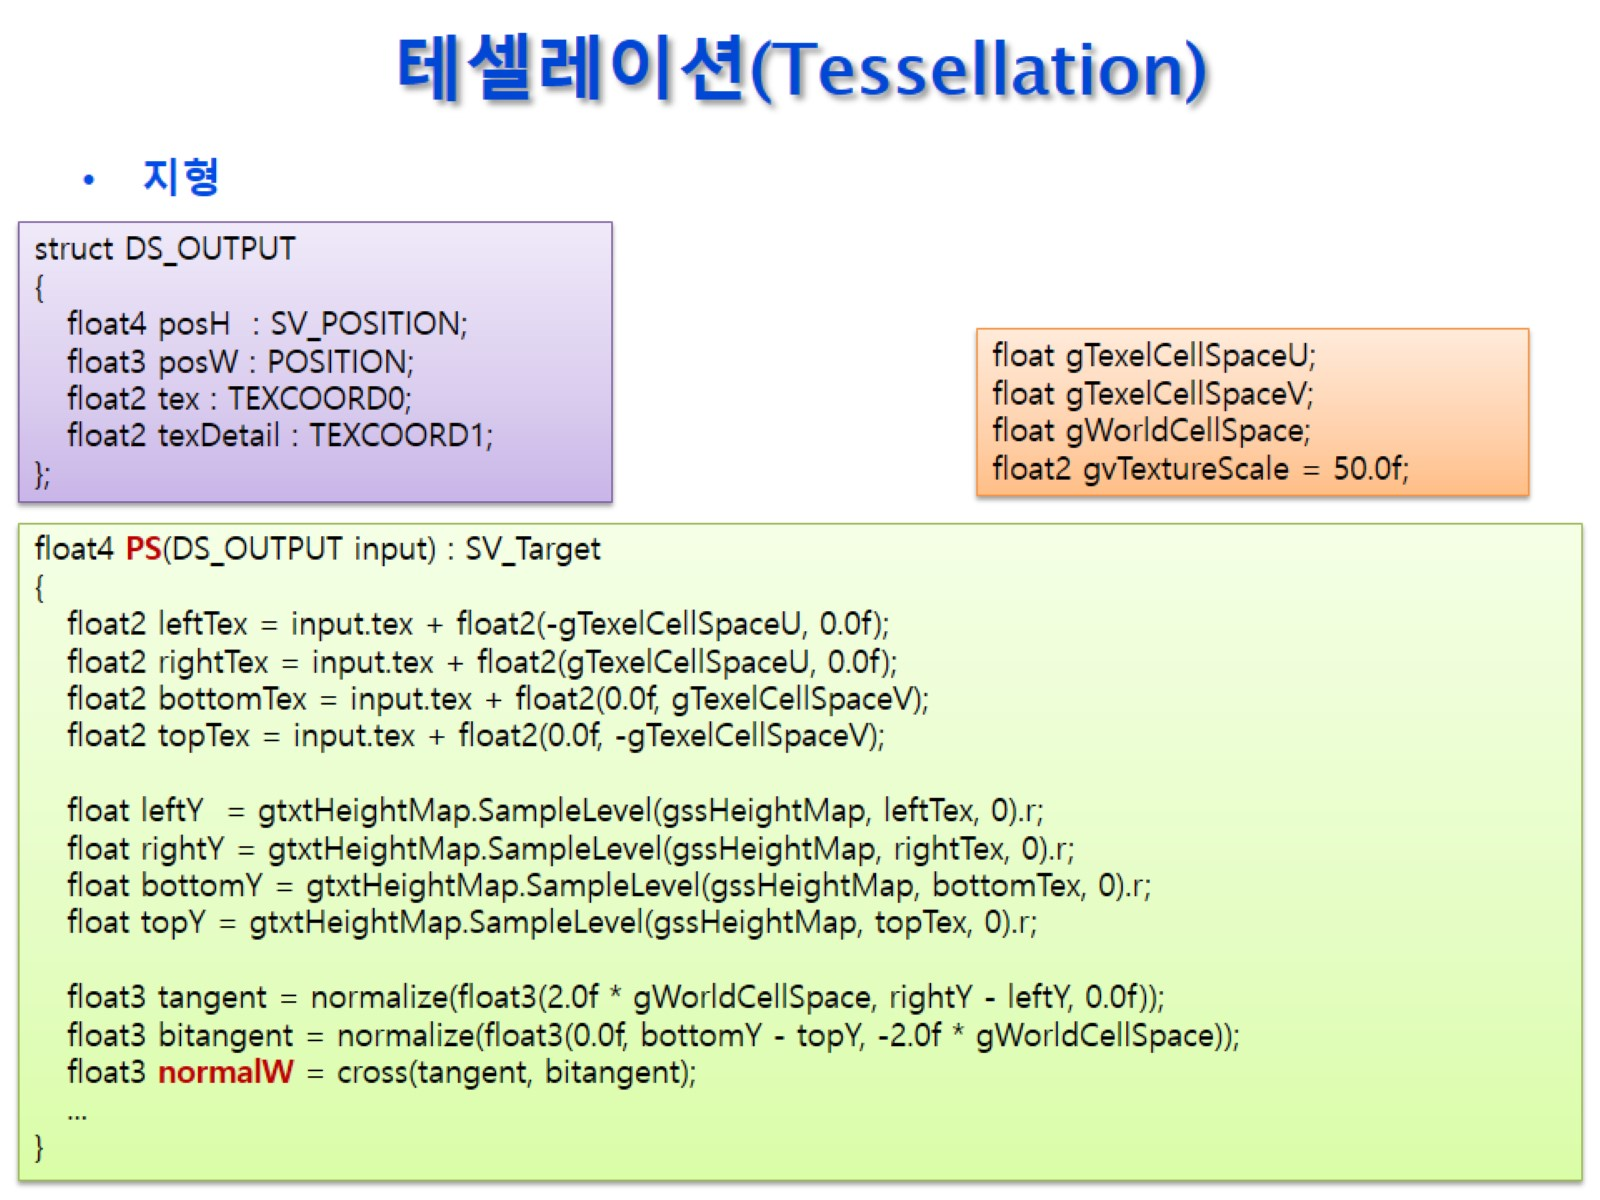 테셀레이션(Tessellation)
• 지형
struct DS_OUTPUT
{
float4 posH : SV_POSITION;
float3 posW : POSITION;
float2 tex : TEXCOORD0;
float2 texDetail : TEXCOORD1;
};
float gTexelCellSpaceU;
float gTexelCellSpaceV;
float gWorldCellSpace;
float2 gvTextureScale = 50.0f;
float4 PS(DS_OUTPUT input) : SV_Target
{
float2 leftTex = input.tex + float2(-gTexelCellSpaceU, 0.0f);
float2 rightTex = input.tex + float2(gTexelCellSpaceU, 0.0f);
float2 bottomTex = input.tex + float2(0.0f, gTexelCellSpaceV);
float2 topTex = input.tex + float2(0.0f, -gTexelCellSpaceV);
float leftY = gtxtHeightMap.SampleLevel(gssHeightMap, leftTex, 0).r;
float rightY = gtxtHeightMap.SampleLevel(gssHeightMap, rightTex, 0).r;
float bottomY = gtxtHeightMap.SampleLevel(gssHeightMap, bottomTex, 0).r;
float topY = gtxtHeightMap.SampleLevel(gssHeightMap, topTex, 0).r;
float3 tangent = normalize(float3(2.0f * gWorldCellSpace, rightY - leftY, 0.0f));
float3 bitangent = normalize(float3(0.0f, bottomY - topY, -2.0f * gWorldCellSpace));
float3 normalW = cross(tangent, bitangent);
...
}